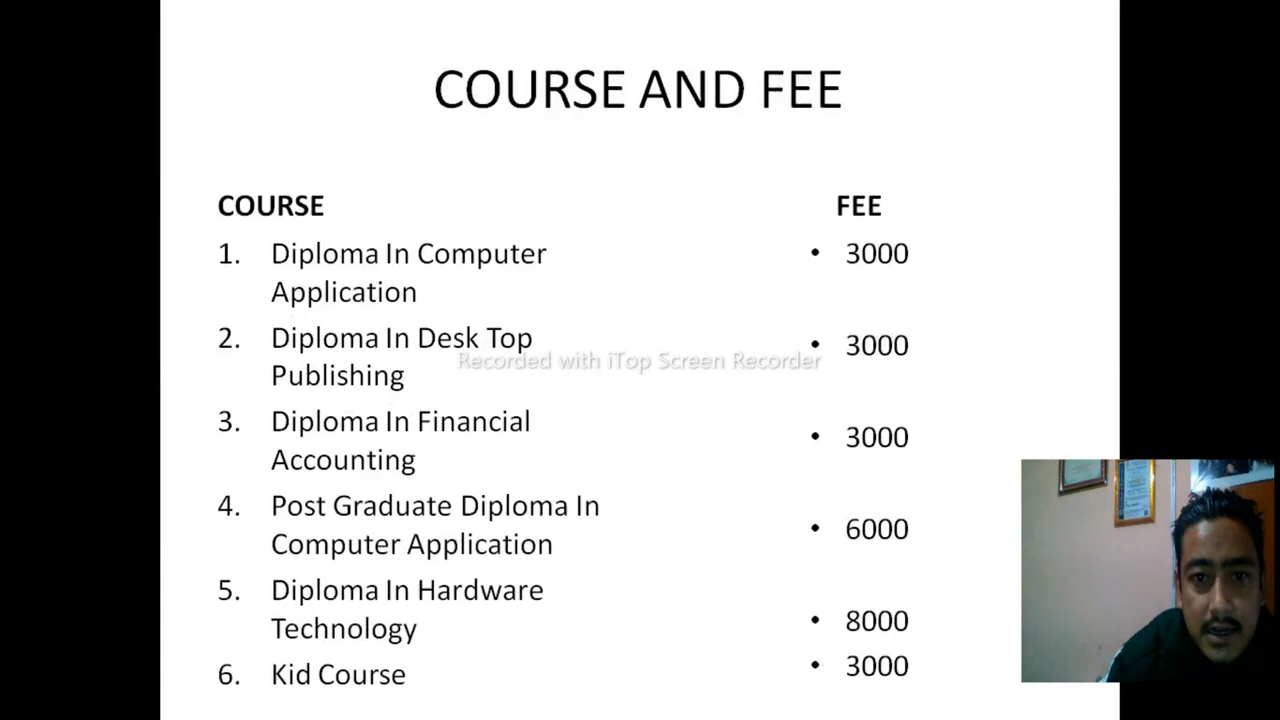 COURSE AND FEE
COURSE FEE
1. Diploma In Computer • 3000
Application
2. Diploma In Desk Top • 3000
Publishing
Recorded with iTop Screen Recorder
3. Diploma In Financial • 3000
Accounting
4. Post Graduate Diploma In • 6000
Computer Application
5. Diploma In Hardware • 8000
Technology
6. Kid Course • 3000